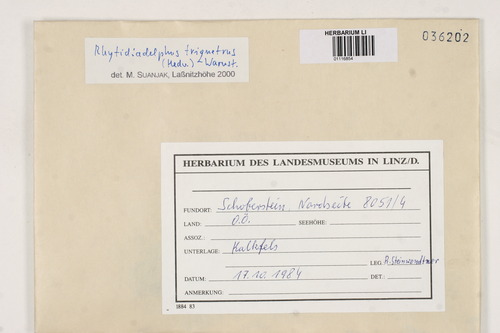 Rhytidiadelphus triquetrus
(Hedw.) Warnst.
det. M. SUANJAK, Laßnitzhöhe 2000
HERBARIUM LI
01116854
036202
HERBARIUM DES LANDESMUSEUMS IN LINZ/D.
FUNDORT: Schoberstein, Nordseite 8051/4
LAND: O.Ö. SEEHÖHE:
ASSOZ.:
UNTERLAGE: Kalkfels
LEG. R. Steinwendtner
DATUM: 17.10.1984 DET.:
ANMERKUNG:
1884 83